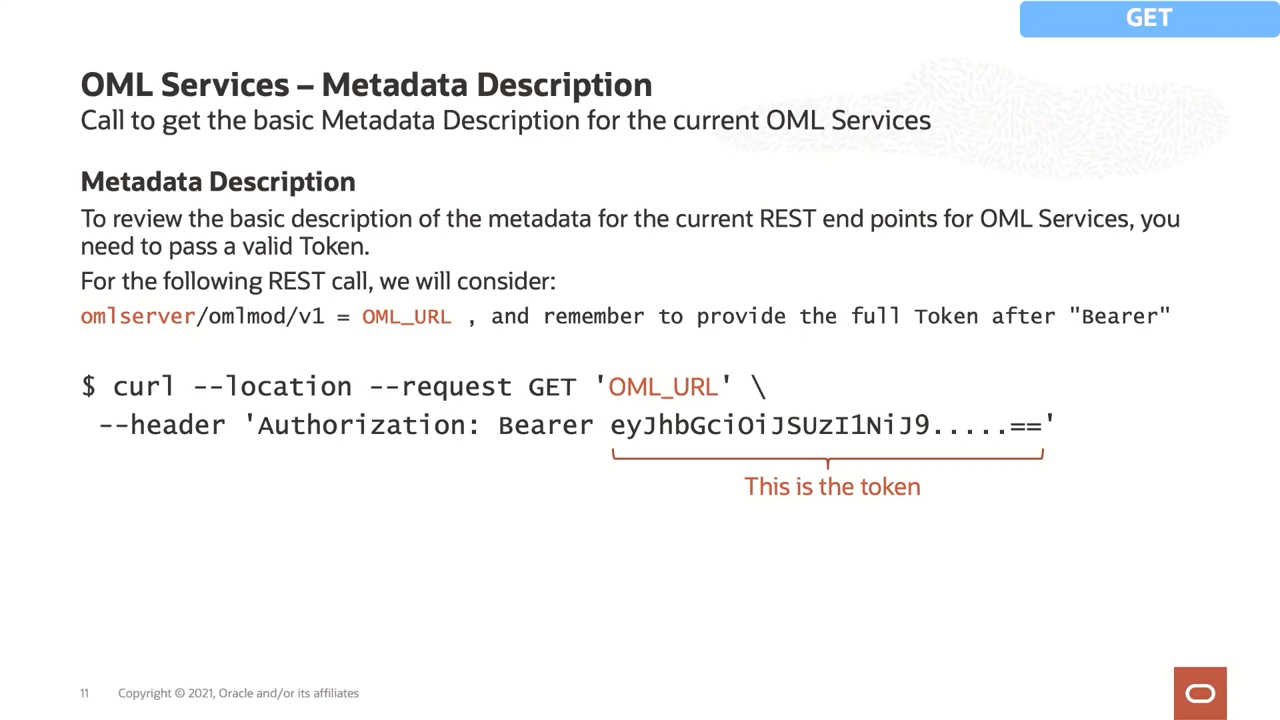 GET
OML Services – Metadata Description
Call to get the basic Metadata Description for the current OML Services
Metadata Description
To review the basic description of the metadata for the current REST end points for OML Services, you
need to pass a valid Token.
For the following REST call, we will consider:
omlserver/omlmod/v1 = OML_URL , and remember to provide the full Token after "Bearer"
$ curl --location --request GET 'OML_URL' \
--header 'Authorization: Bearer eyJhbGciOiJSUzI1NiJ9.....=='
This is the token
11 Copyright © 2021, Oracle and/or its affiliates